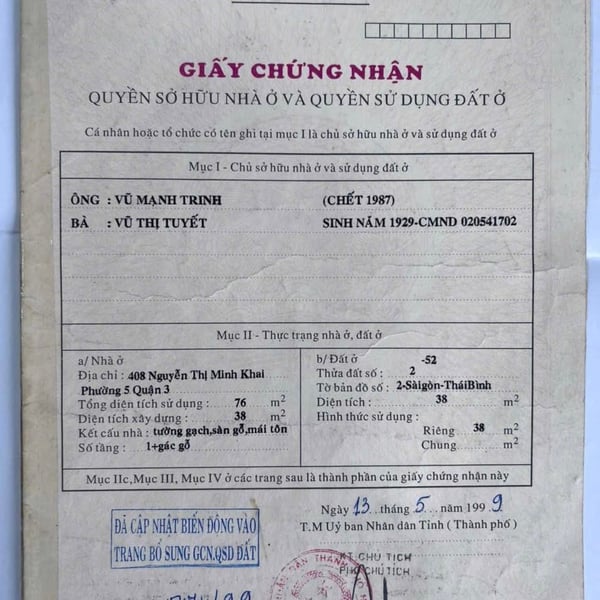 GIẤY CHỨNG NHẬN
QUYỀN SỞ HỮU NHÀ Ở VÀ QUYỀN SỬ DỤNG ĐẤT Ở
Cá nhân hoặc tổ chức có tên ghi tại mục I là chủ sở hữu nhà ở và sử dụng đất ở
Mục I - Chủ sở hữu nhà ở và sử dụng đất ở
ÔNG : VŨ MẠNH TRINH (CHẾT 1987)
BÀ : VŨ THỊ TUYẾT SINH NĂM 1929-CMND 020541702
Mục II - Thực trạng nhà ở, đất ở
a/ Nhà ở
Địa chỉ : 408 Nguyễn Thị Minh Khai
Phường 5 Quận 3
Tổng diện tích sử dụng : 76 m2
Diện tích xây dựng : 38 m2
Kết cấu nhà : tường gạch,sàn gỗ,mái tôn
Số tầng : 1+gác gỗ
b/ Đất ở -52
Thửa đất số : 2
Tờ bản đồ số : 2-Sàigòn-TháiBình
Diện tích : 38 m2
Hình thức sử dụng :
Riêng 38 m2
Chung m2
Mục IIc,Mục III, Mục IV ở các trang sau là thành phần của giấy chứng nhận này
Ngày 13 tháng 5 năm 1999
T.M Uỷ ban Nhân dân Tỉnh ( Thành phố )
KT CHỦ TỊCH
PHÓ CHỦ TỊCH
ĐÃ CẬP NHẬT BIẾN ĐỘNG VÀO
TRANG BỔ SUNG GCN.QSD ĐẤT